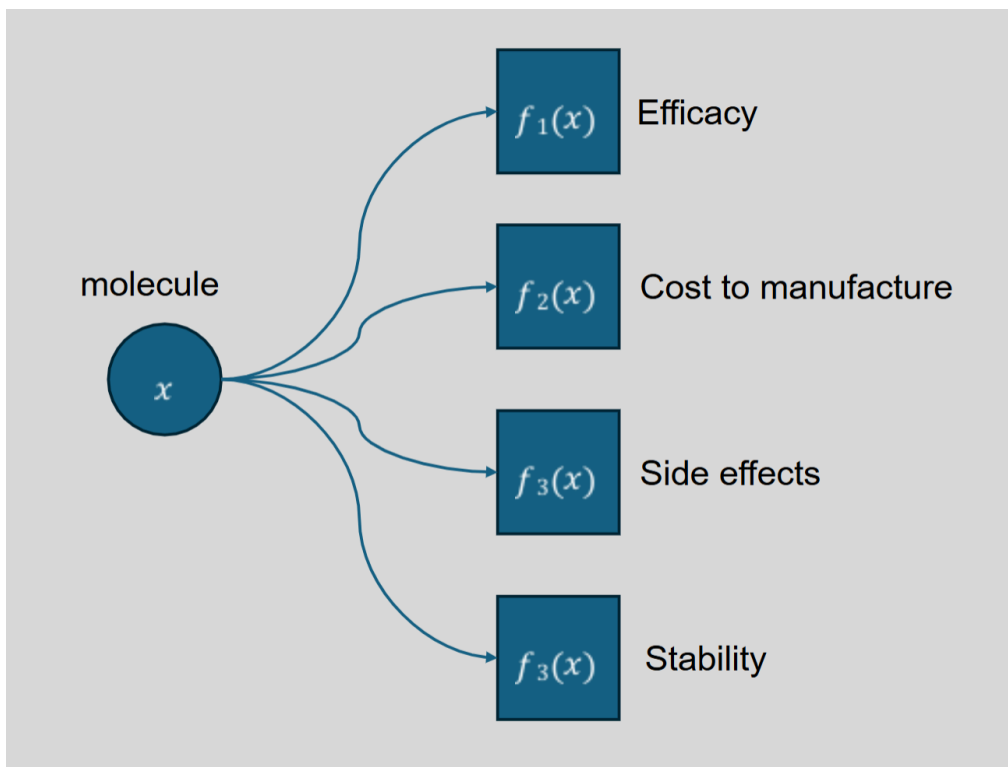 molecule
x
f1(x) Efficacy
f2(x) Cost to manufacture
f3(x) Side effects
f3(x) Stability